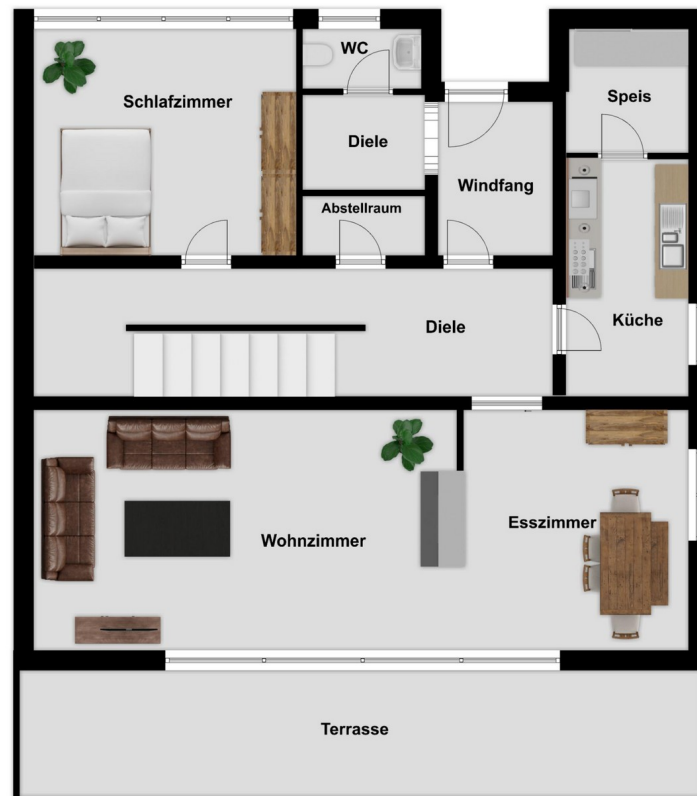 WC
Schlafzimmer
Speis
Diele
Windfang
Abstellraum
Küche
Diele
Esszimmer
Wohnzimmer
Terrasse